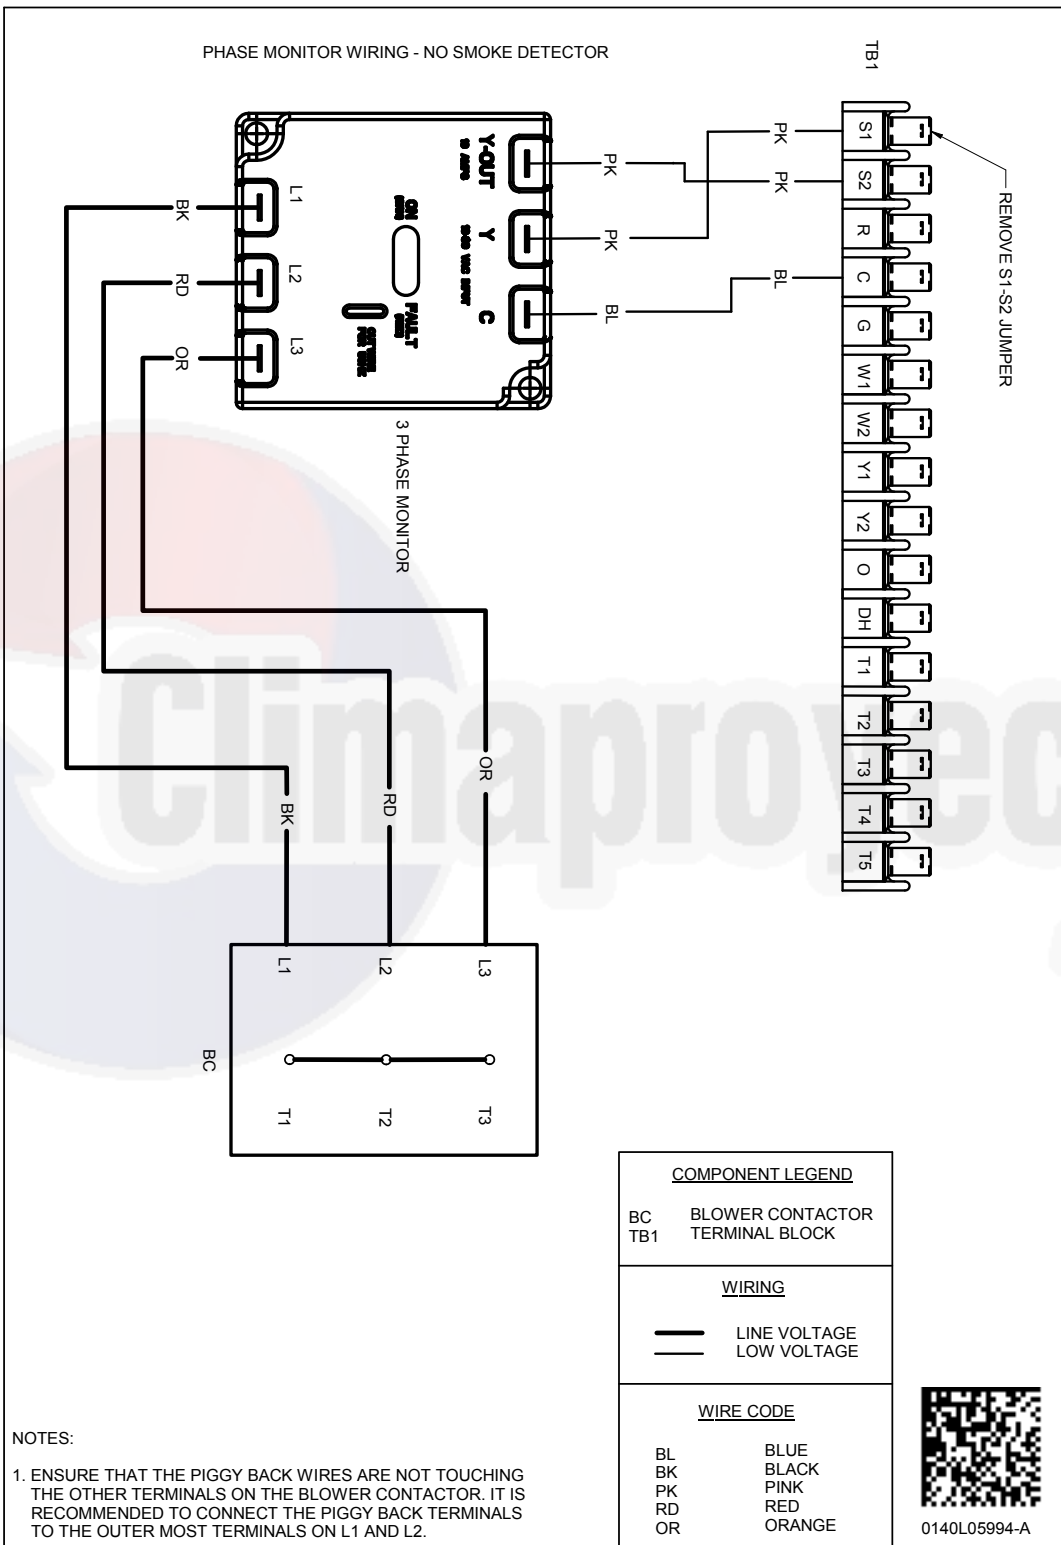 PHASE MONITOR WIRING - NO SMOKE DETECTOR
TB1
S1
S2
R
C
G
W1
W2
Y1
Y2
O
DH
T1
T2
T3
T4
T5
REMOVE S1-S2 JUMPER
PK
PK
BL
PK
PK
BL
Y-OUT
10 AMPS
Y
C
ON
FAULT
L1
L2
L3
BK
RD
OR
3 PHASE MONITOR
OR
RD
BK
L1
L2
L3
T1
T2
T3
BC
Climaproyec
COMPONENT LEGEND
BC BLOWER CONTACTOR
TB1 TERMINAL BLOCK
WIRING
LINE VOLTAGE
LOW VOLTAGE
WIRE CODE
BL BLUE
BK BLACK
PK PINK
RD RED
OR ORANGE
0140L05994-A
NOTES:
1. ENSURE THAT THE PIGGY BACK WIRES ARE NOT TOUCHING
THE OTHER TERMINALS ON THE BLOWER CONTACTOR. IT IS
RECOMMENDED TO CONNECT THE PIGGY BACK TERMINALS
TO THE OUTER MOST TERMINALS ON L1 AND L2.